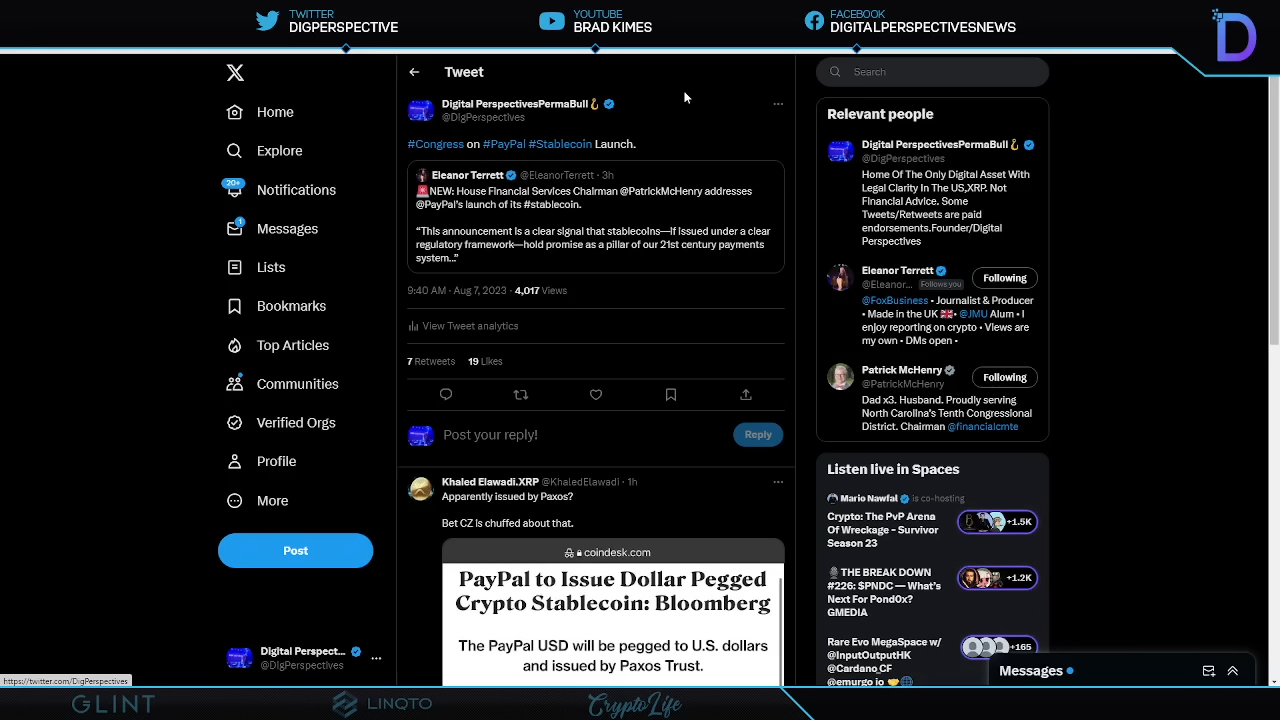 TWITTER
DIGPERSPECTIVE
YOUTUBE
BRAD KIMES
FACEBOOK
DIGITALPERSPECTIVESNEWS
D
Home
Explore
20+
Notifications
1
Messages
Lists
Bookmarks
Top Articles
Communities
Verified Orgs
Profile
More
Post
Digital Perspect...
@DigPerspectives
https://twitter.com/DigPerspectives
Tweet
Digital PerspectivesPermaBull🪝
@DigPerspectives
#Congress on #PayPal #Stablecoin Launch.
Eleanor Terrett @EleanorTerrett · 3h
🚨NEW: House Financial Services Chairman @PatrickMcHenry addresses
@PayPal's launch of its #stablecoin.
“This announcement is a clear signal that stablecoins—if issued under a clear
regulatory framework—hold promise as a pillar of our 21st century payments
system...”
9:40 AM · Aug 7, 2023 · 4,017 Views
View Tweet analytics
7 Retweets 19 Likes
Post your reply!
Reply
Khaled Elawadi.XRP @KhaledElawadi · 1h
Apparently issued by Paxos?
Bet CZ is chuffed about that.
coindesk.com
PayPal to Issue Dollar Pegged
Crypto Stablecoin: Bloomberg
The PayPal USD will be pegged to U.S. dollars
and issued by Paxos Trust.
Search
Relevant people
Digital PerspectivesPermaBull🪝
@DigPerspectives
Home Of The Only Digital Asset With
Legal Clarity In The US,XRP. Not
Financial Advice. Some
Tweets/Retweets are paid
endorsements.Founder/Digital
Perspectives
Eleanor Terrett
@Eleanor... Follows you
Following
@FoxBusiness • Journalist & Producer
• Made in the UK 🇬🇧• @JMU Alum • I
enjoy reporting on crypto • Views are
my own • DMs open •
Patrick McHenry
@PatrickMcHenry
Following
Dad x3. Husband. Proudly serving
North Carolina's Tenth Congressional
District. Chairman @financialcmte
Listen live in Spaces
Mario Nawfal is co-hosting
Crypto: The PvP Arena
Of Wreckage - Survivor
Season 23
+1.5K
🎙️THE BREAK DOWN
#226: $PNDC — What's
Next For Pond0x?
GMEDIA
+1.2K
Rare Evo MegaSpace w/
@InputOutputHK
@Cardano_CF
@emurgo_io 🤝🌐
+165
Messages
GLINT
LINQTO
CryptoLife